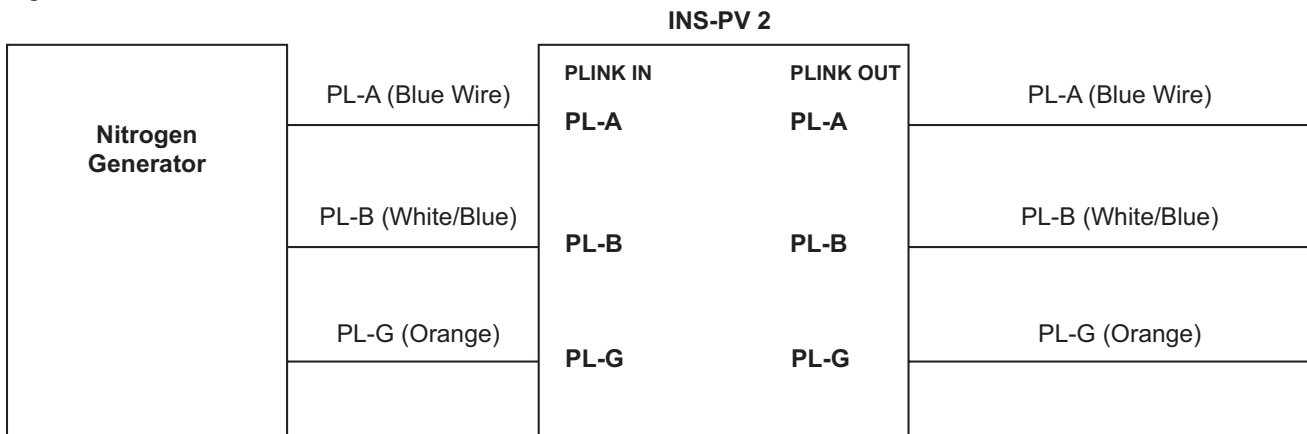 INS-PV 2
Nitrogen
Generator
PL-A (Blue Wire)
PL-B (White/Blue)
PL-G (Orange)
PLINK IN
PL-A
PL-B
PL-G
PLINK OUT
PL-A
PL-B
PL-G
PL-A (Blue Wire)
PL-B (White/Blue)
PL-G (Orange)